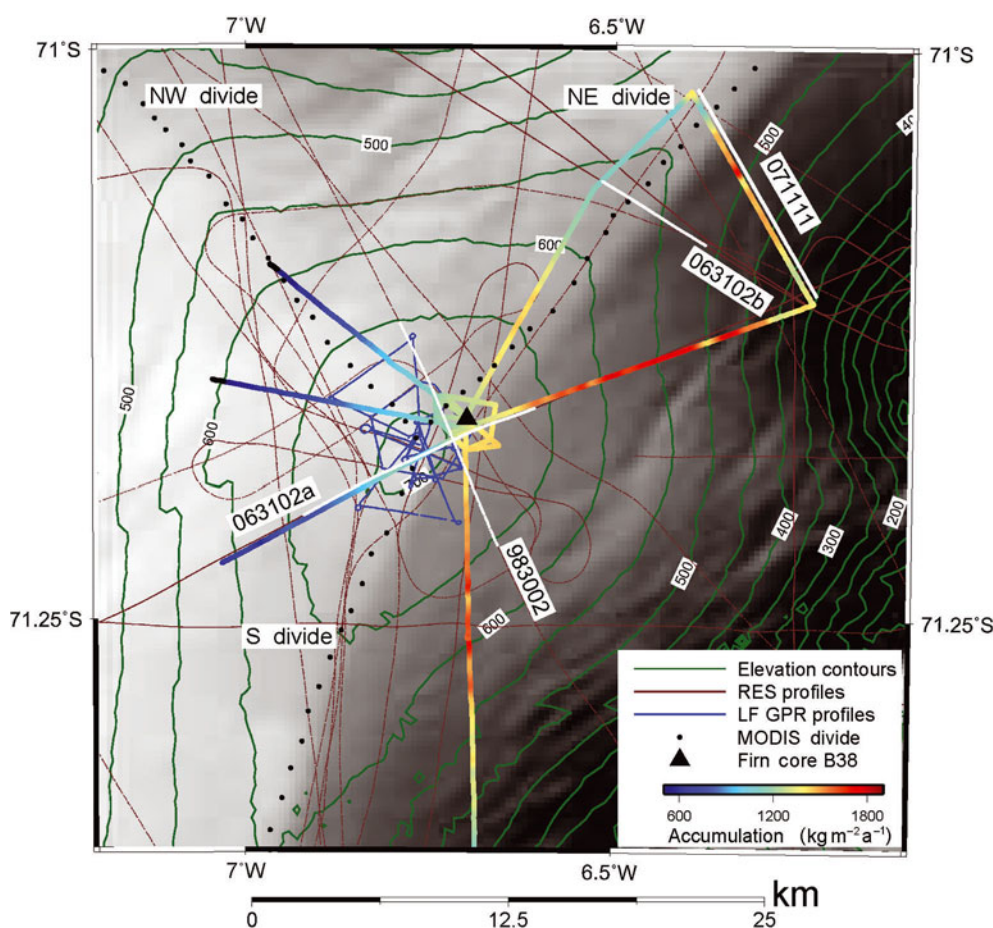 7°W
6.5°W
71°S
71°S
NW divide
NE divide
500
500
40
071111
600
063102b
500
600
700
063102a
983002
200
400
300
500
600
S divide
71.25°S
71.25°S
Elevation contours
RES profiles
LF GPR profiles
MODIS divide
Firn core B38
600
1200
1800
Accumulation (kg m⁻² a⁻¹)
7°W
6.5°W
km
0
12.5
25